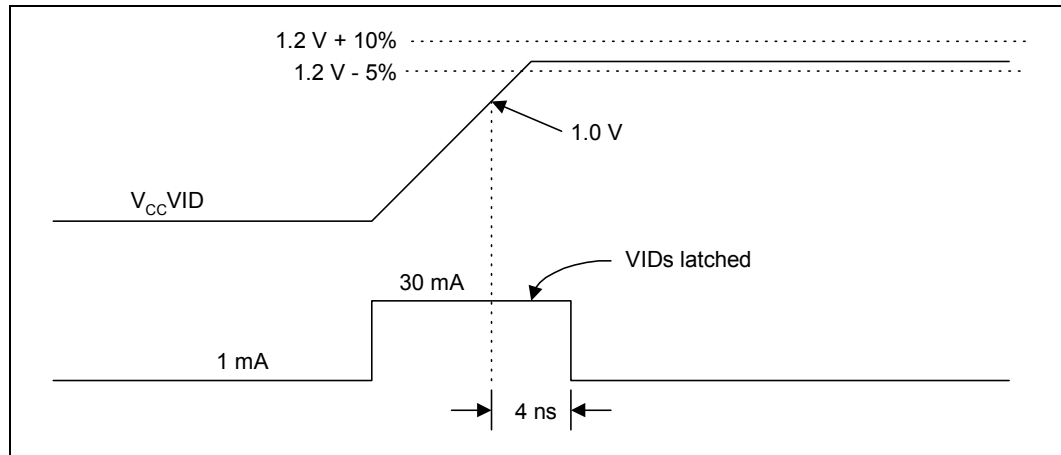 1.2 V + 10%
1.2 V - 5%
1.0 V
VCCVID
VIDs latched
30 mA
1 mA
4 ns